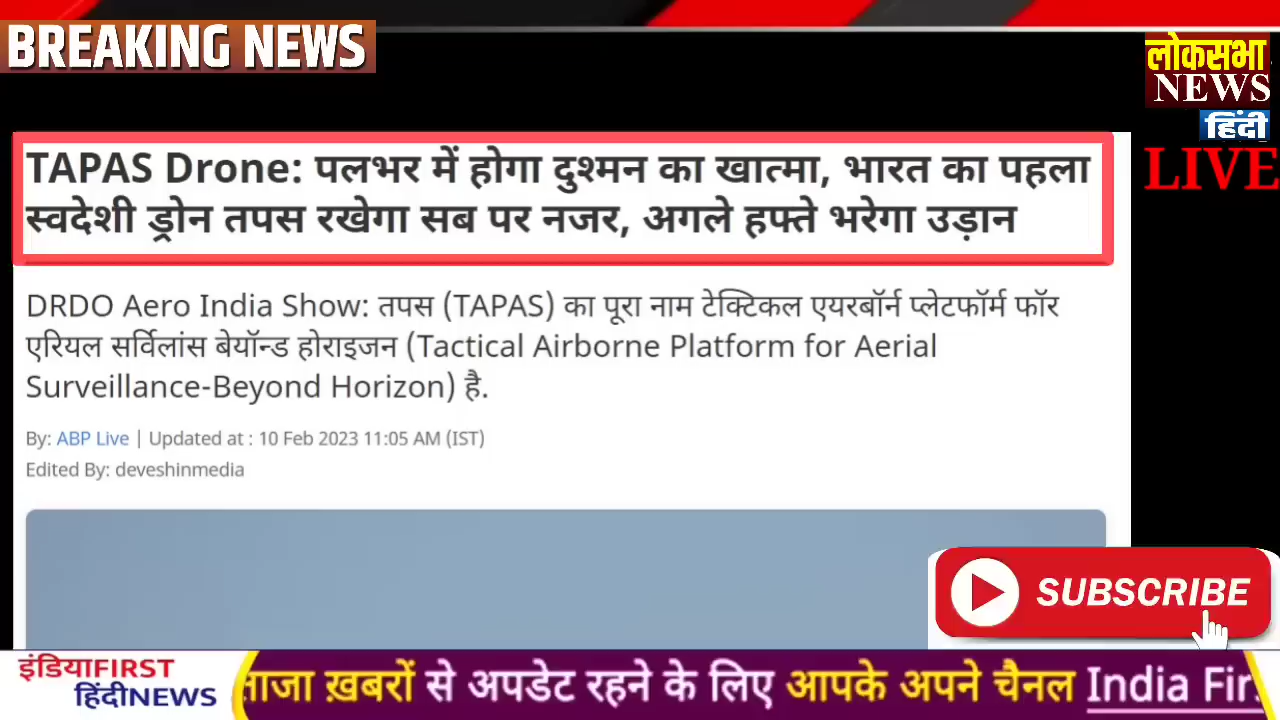 BREAKING NEWS
लोकसभा
NEWS
हिंदी
LIVE
TAPAS Drone: पलभर में होगा दुश्मन का खात्मा, भारत का पहला
स्वदेशी ड्रोन तपस रखेगा सब पर नजर, अगले हफ्ते भरेगा उड़ान
DRDO Aero India Show: तपस (TAPAS) का पूरा नाम टेक्टिकल एयरबॉर्न प्लेटफॉर्म फॉर
एरियल सर्विलांस बेयॉन्ड होराइजन (Tactical Airborne Platform for Aerial
Surveillance-Beyond Horizon) है.
By: ABP Live | Updated at : 10 Feb 2023 11:05 AM (IST)
Edited By: deveshinmedia
SUBSCRIBE
इंडियाFIRST
हिंदीNEWS
ताजा ख़बरों से अपडेट रहने के लिए आपके अपने चैनल India Fir